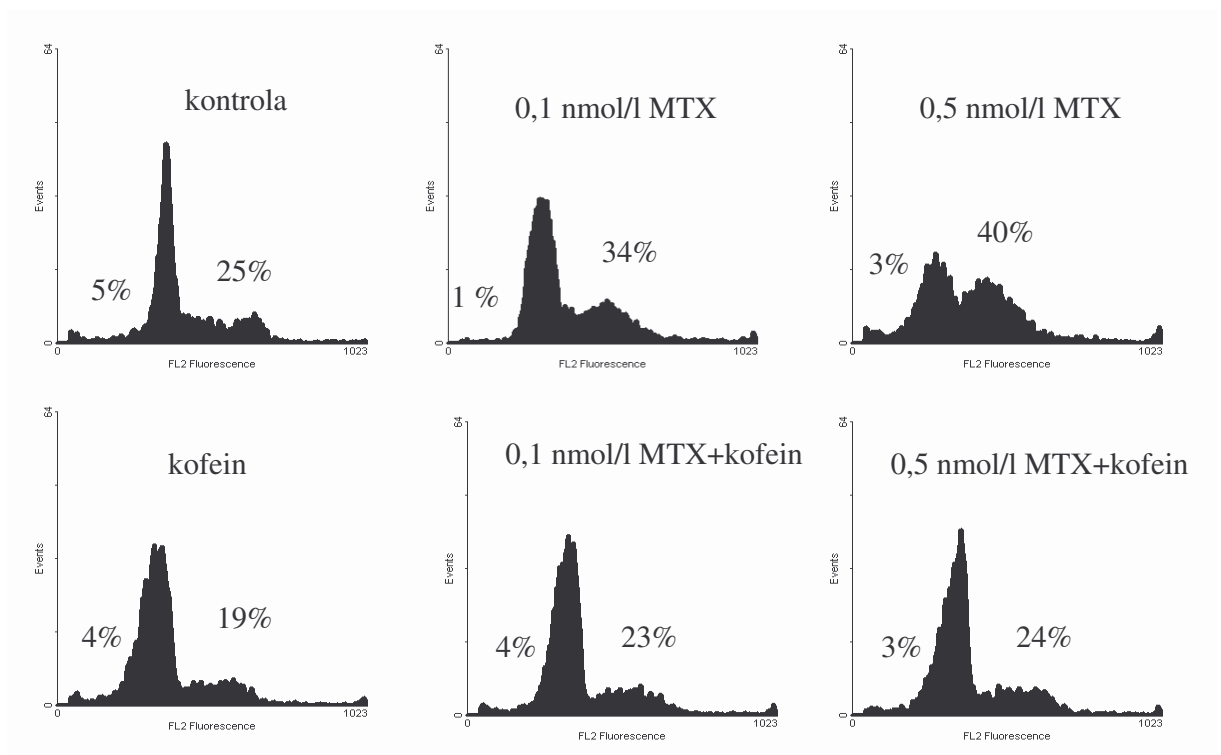 64
kontrola
Events
5%
25%
0
0
1023
FL2 Fluorescence
64
0,1 nmol/l MTX
Events
1 %
34%
0
0
1023
FL2 Fluorescence
64
0,5 nmol/l MTX
Events
3%
40%
0
0
1023
FL2 Fluorescence
64
kofein
Events
4%
19%
0
0
1023
FL2 Fluorescence
64
0,1 nmol/l MTX+kofein
Events
4%
23%
0
0
1023
FL2 Fluorescence
64
0,5 nmol/l MTX+kofein
Events
3%
24%
0
0
1023
FL2 Fluorescence